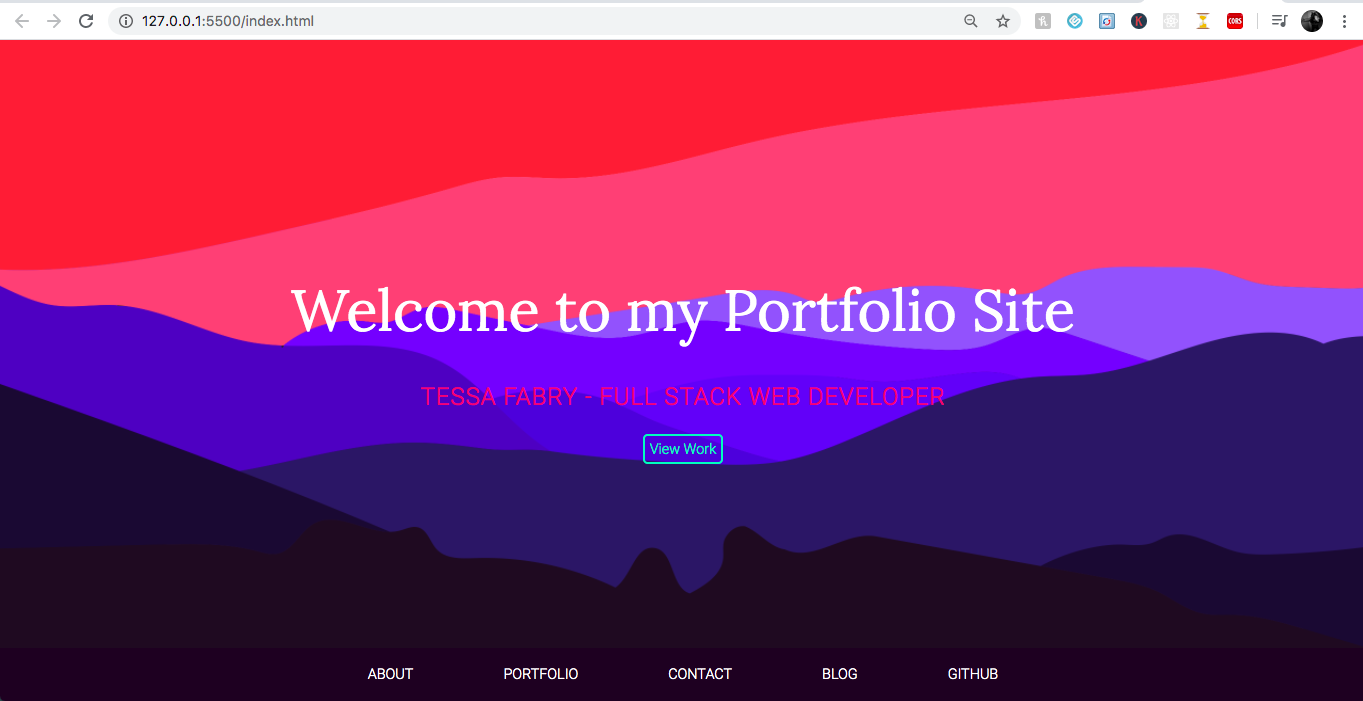 127.0.0.1:5500/index.html
CORS
Welcome to my Portfolio Site
TESSA FABRY - FULL STACK WEB DEVELOPER
View Work
ABOUT PORTFOLIO CONTACT BLOG GITHUB